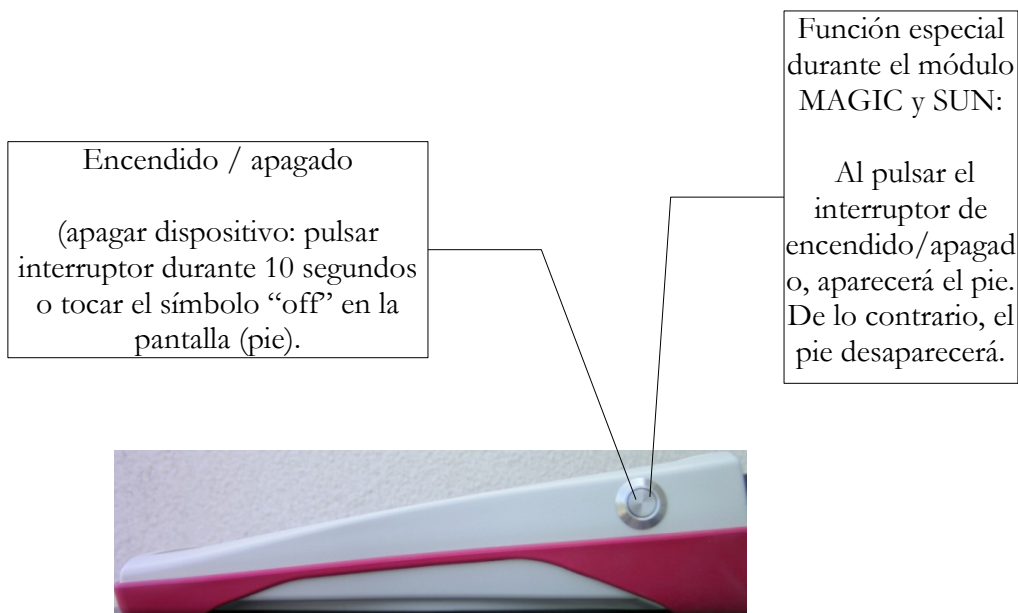 Encendido / apagado
(apagar dispositivo: pulsar
interruptor durante 10 segundos
o tocar el símbolo “off” en la
pantalla (pie).
Función especial
durante el módulo
MAGIC y SUN:
Al pulsar el
interruptor de
encendido/apagad
o, aparecerá el pie.
De lo contrario, el
pie desaparecerá.